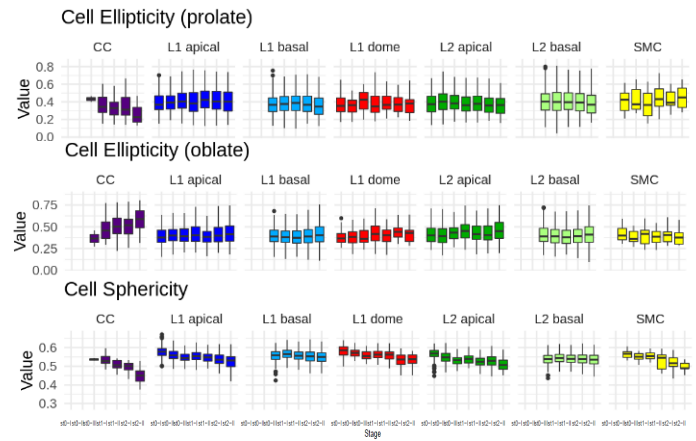 Cell Ellipticity (prolate)
CC L1 apical L1 basal L1 dome L2 apical L2 basal SMC
Value
0.8
0.6
0.4
0.2
0.0
Cell Ellipticity (oblate)
CC L1 apical L1 basal L1 dome L2 apical L2 basal SMC
Value
0.75
0.50
0.25
0.00
Cell Sphericity
CC L1 apical L1 basal L1 dome L2 apical L2 basal SMC
Value
0.6
0.5
0.4
0.3
Stage